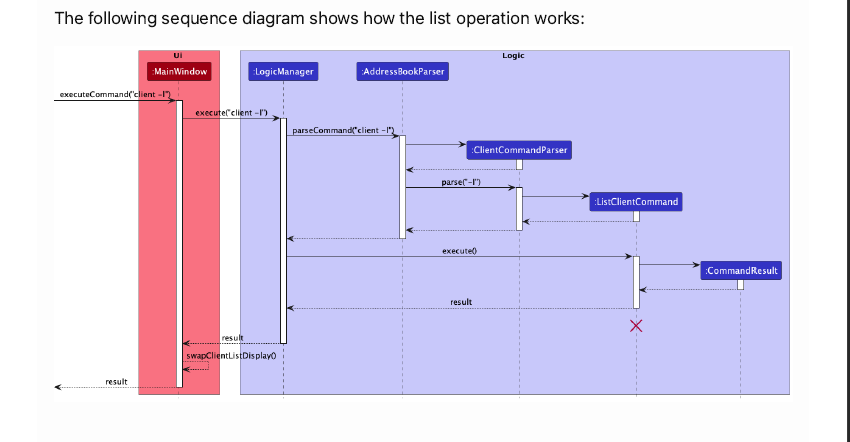 The following sequence diagram shows how the list operation works:
Ui
Logic
:MainWindow
:LogicManager
:AddressBookParser
executeCommand("client -l")
execute("client -l")
parseCommand("client -l")
:ClientCommandParser
parse("-l")
:ListClientCommand
execute()
:CommandResult
result
result
swapClientListDisplay()
result